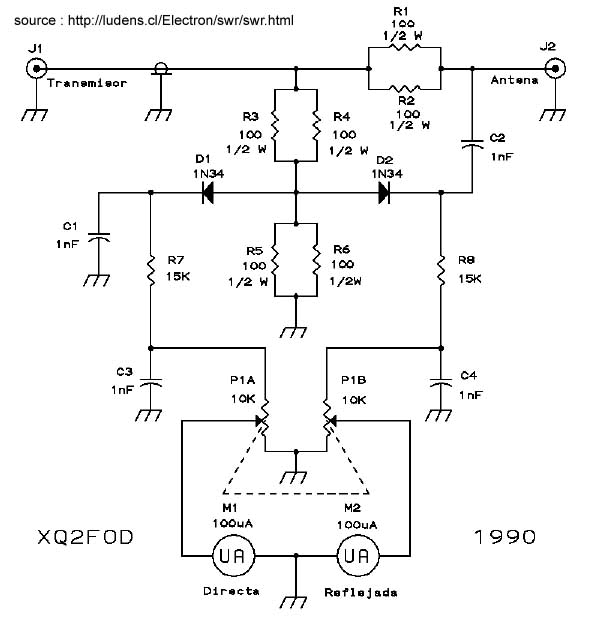 source : http://ludens.cl/Electron/swr/swr.html
R1
100
1/2 W
J1
J2
Transmisor
Antena
R2
100
1/2 W
R3
100
1/2 W
R4
100
1/2 W
C2
1nF
D1
1N34
D2
1N34
C1
1nF
R7
15K
R5
100
1/2 W
R6
100
1/2W
R8
15K
C3
1nF
P1A
10K
P1B
10K
C4
1nF
M1
100uA
M2
100uA
XQ2FOD
UA
UA
1990
Directa
Reflejada